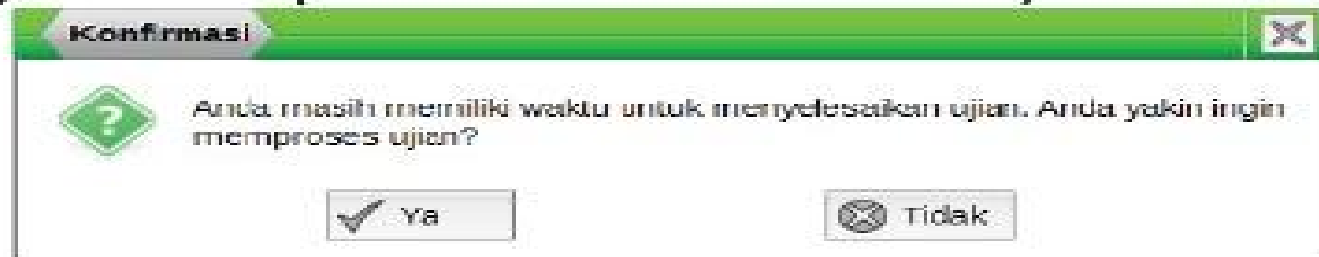 Konfirmasi
Anda masih memiliki waktu untuk menyelesaikan ujian. Anda yakin ingin
memproses ujian?
Ya
Tidak